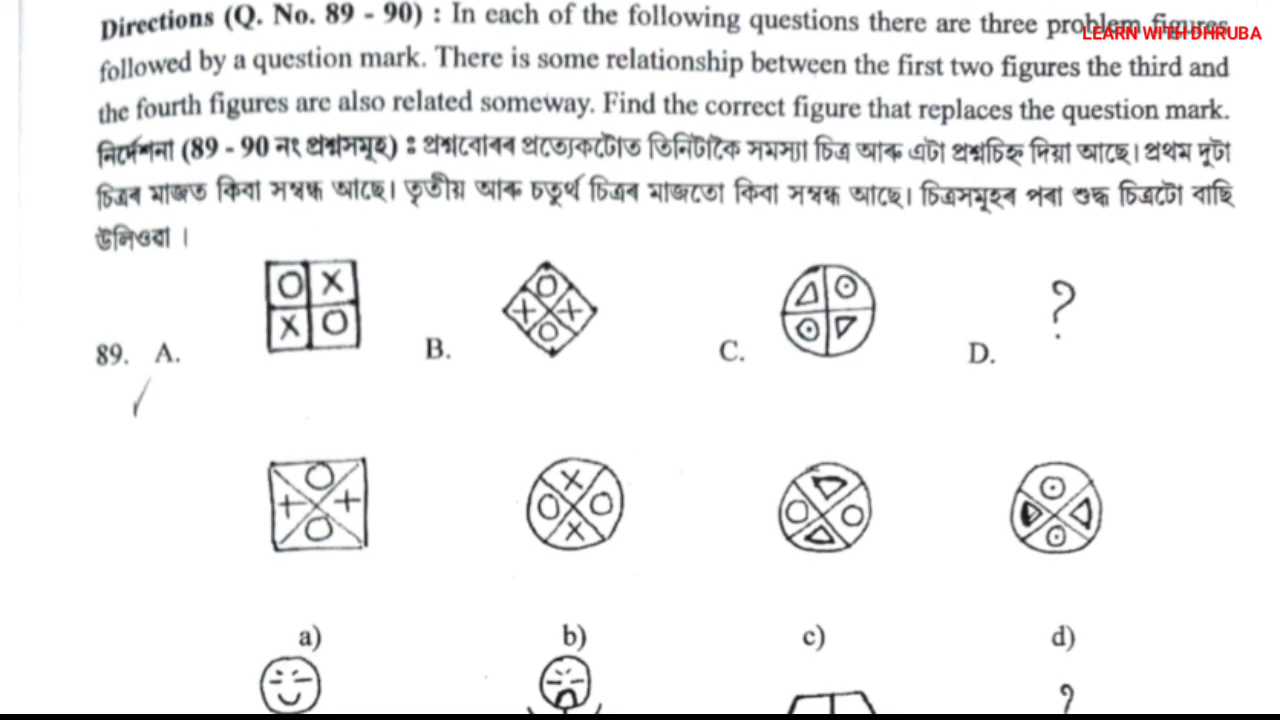 Directions (Q. No. 89 - 90) : In each of the following questions there are three problem figures
LEARN WITH DHRUBA
followed by a question mark. There is some relationship between the first two figures the third and
the fourth figures are also related someway. Find the correct figure that replaces the question mark.
নিৰ্দেশনা (89 - 90 নং প্ৰশ্নসমূহ) : প্ৰশ্নবোৰৰ প্ৰত্যেকটোত তিনিটাকৈ সমস্যা চিত্ৰ আৰু এটা প্ৰশ্নচিহ্ন দিয়া আছে। প্ৰথম দুটা
চিত্ৰৰ মাজত কিবা সম্বন্ধ আছে। তৃতীয় আৰু চতুৰ্থ চিত্ৰৰ মাজতো কিবা সম্বন্ধ আছে। চিত্ৰসমূহৰ পৰা শুদ্ধ চিত্ৰটো বাছি
উলিওৱা ।
89. A. B. C. D. ?
a) b) c) d)
?